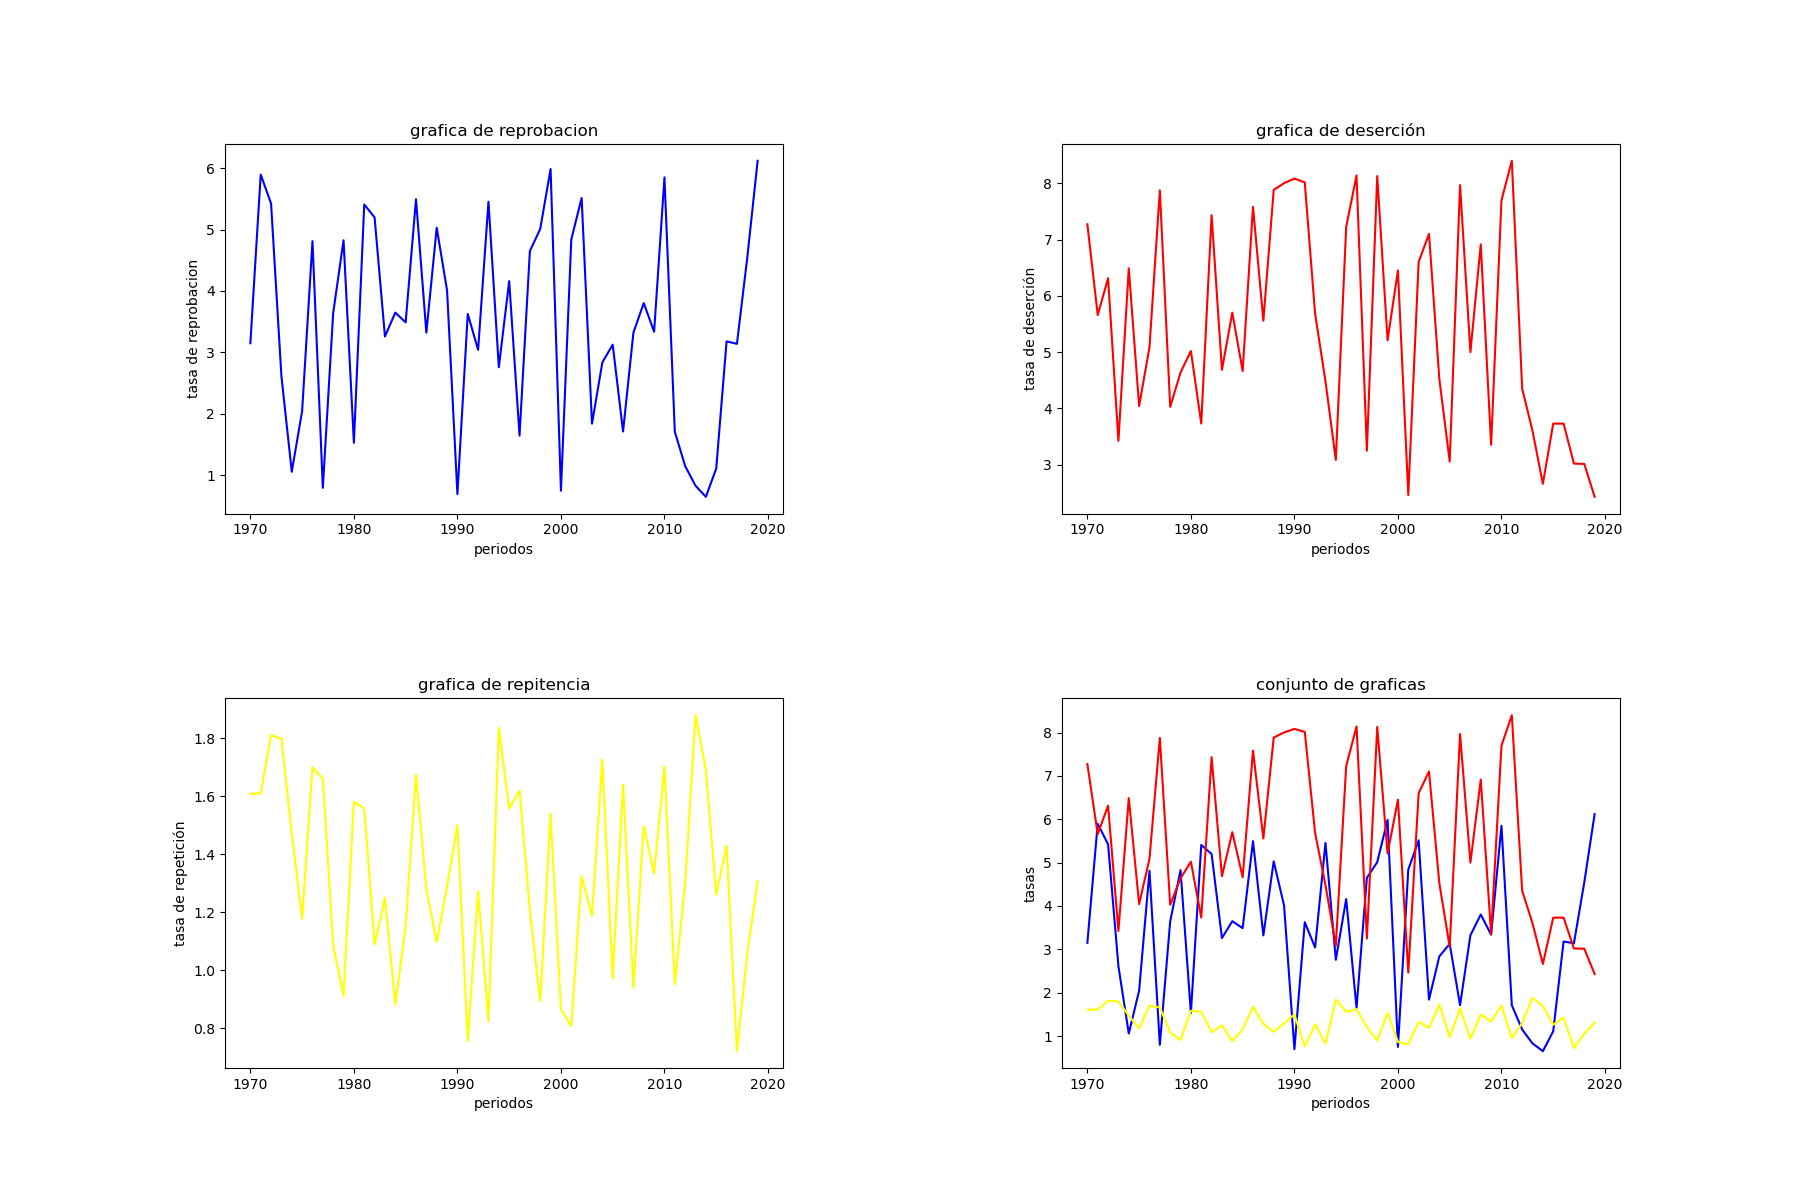 grafica de reprobacion
tasa de reprobacion
6
5
4
3
2
1
1970 1980 1990 2000 2010 2020
periodos
grafica de deserción
tasa de deserción
8
7
6
5
4
3
1970 1980 1990 2000 2010 2020
periodos
grafica de repitencia
tasa de repetición
1.8
1.6
1.4
1.2
1.0
0.8
1970 1980 1990 2000 2010 2020
periodos
conjunto de graficas
tasas
8
7
6
5
4
3
2
1
1970 1980 1990 2000 2010 2020
periodos